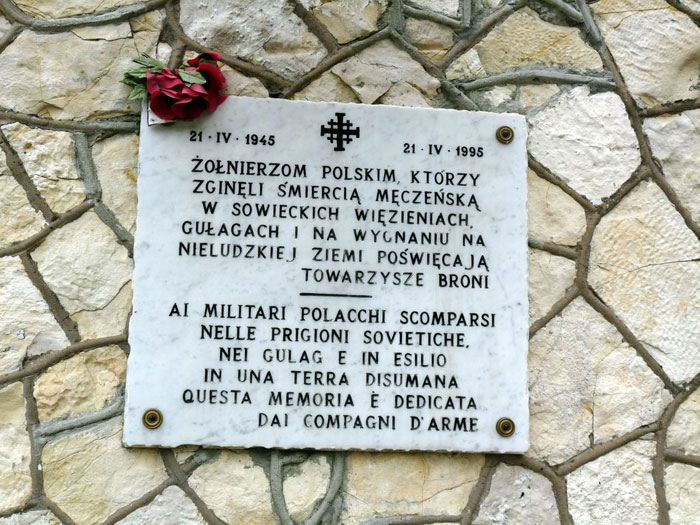 21 · IV · 1945 21 · IV · 1995
ŻOŁNIERZOM POLSKIM, KTÓRZY
ZGINĘLI ŚMIERCIĄ MĘCZEŃSKĄ
W SOWIECKICH WIĘZIENIACH,
GUŁAGACH I NA WYGNANIU NA
NIELUDZKIEJ ZIEMI POŚWIĘCAJĄ
TOWARZYSZE BRONI
AI MILITARI POLACCHI SCOMPARSI
NELLE PRIGIONI SOVIETICHE,
NEI GULAG E IN ESILIO
IN UNA TERRA DISUMANA
QUESTA MEMORIA È DEDICATA
DAI COMPAGNI D'ARME